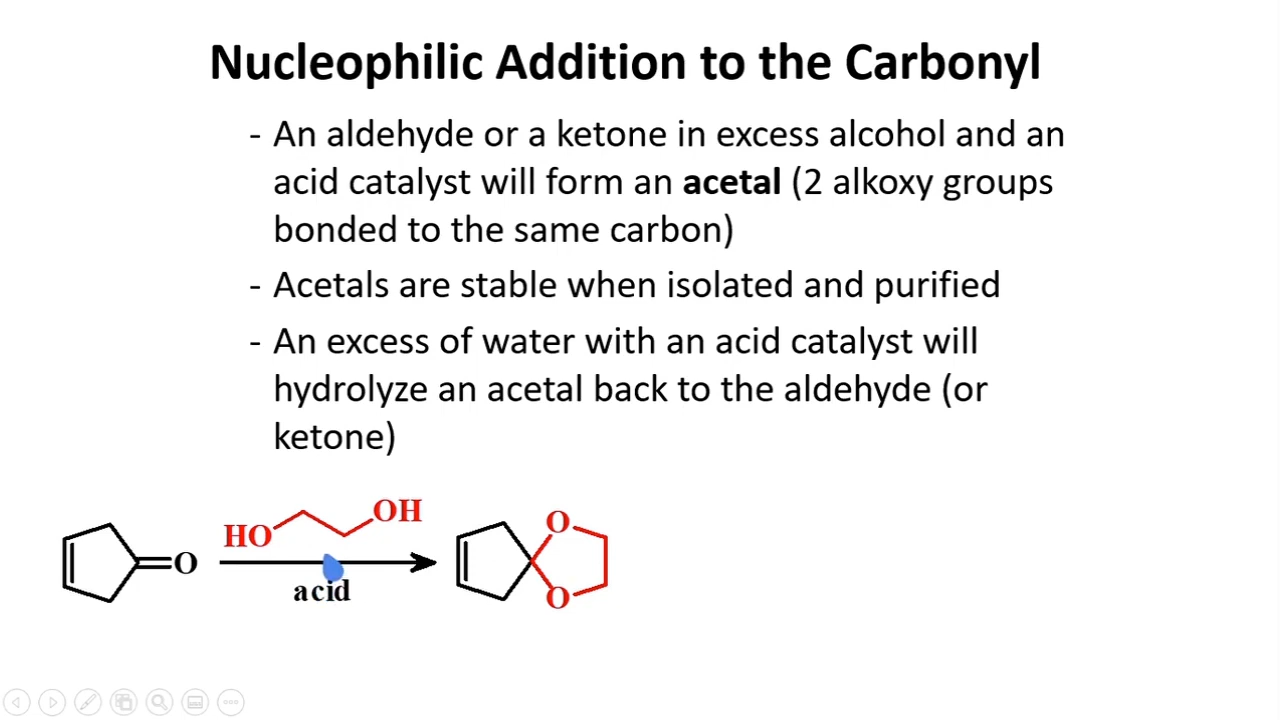 Nucleophilic Addition to the Carbonyl
- An aldehyde or a ketone in excess alcohol and an
acid catalyst will form an acetal (2 alkoxy groups
bonded to the same carbon)
- Acetals are stable when isolated and purified
- An excess of water with an acid catalyst will
hydrolyze an acetal back to the aldehyde (or
ketone)
HO OH
O
acid
O
O